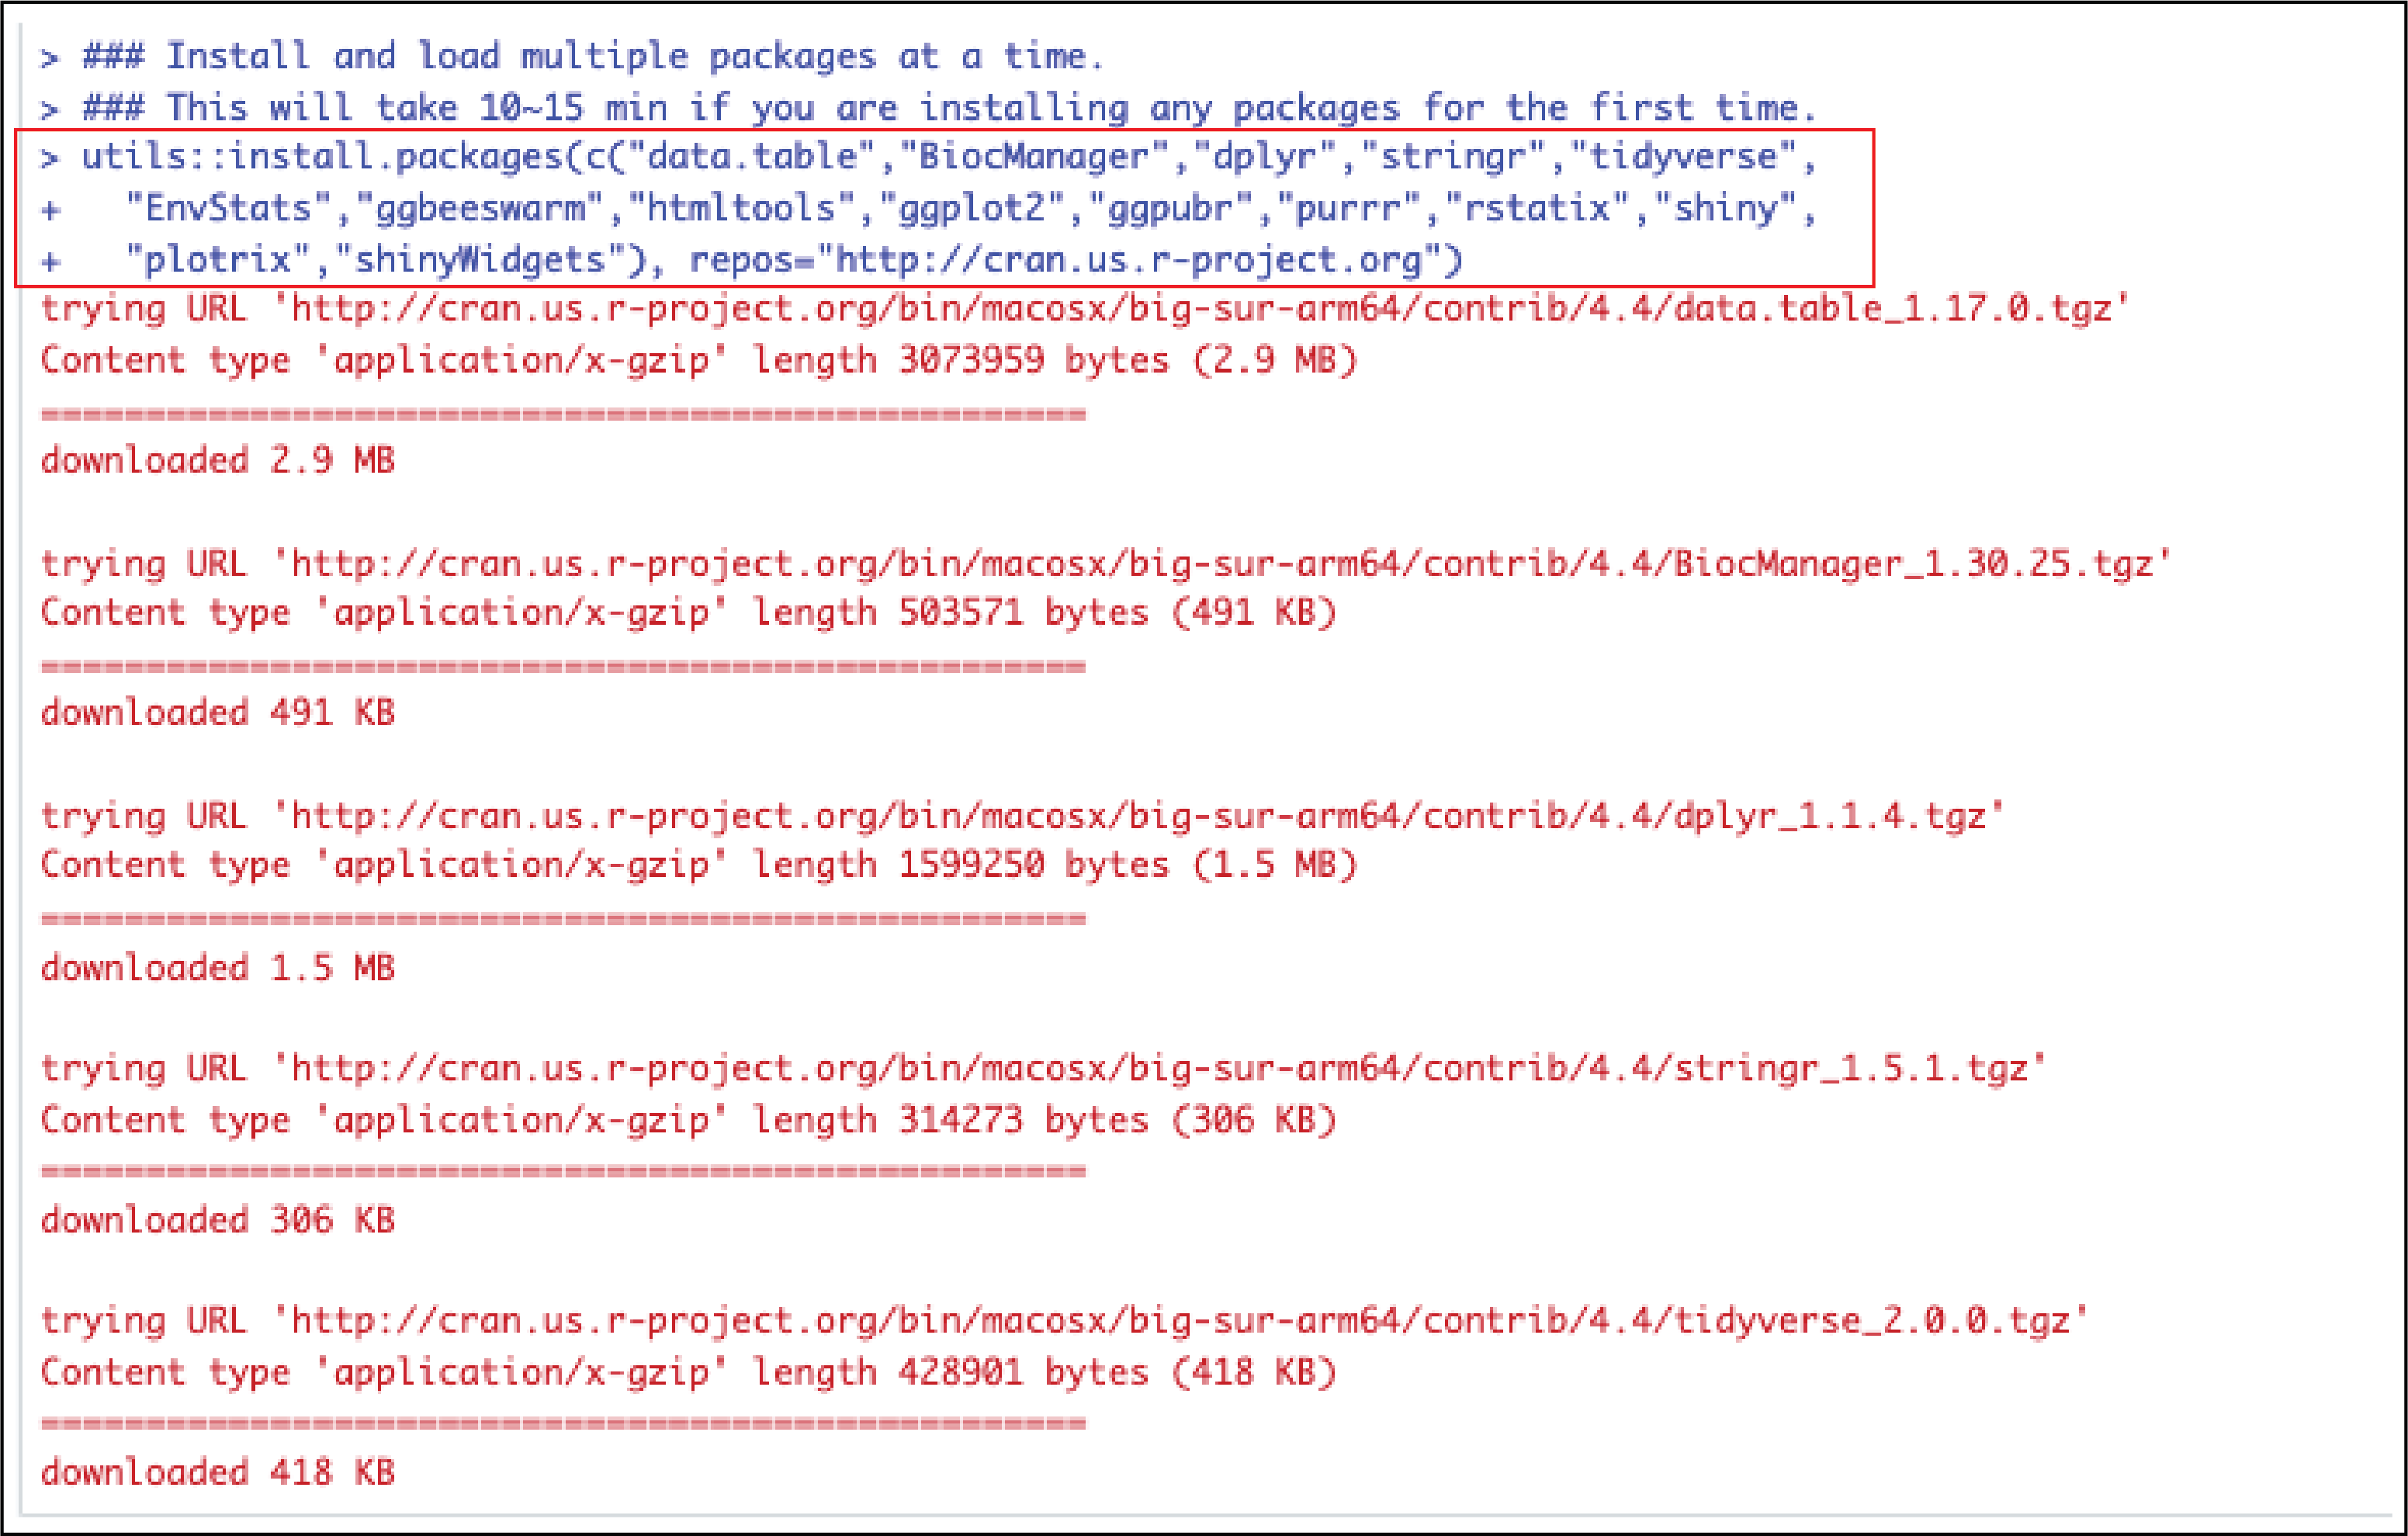 > ### Install and load multiple packages at a time.
> ### This will take 10~15 min if you are installing any packages for the first time.
> utils::install.packages(c("data.table","BiocManager","dplyr","stringr","tidyverse",
+   "EnvStats","ggbeeswarm","htmltools","ggplot2","ggpubr","purrr","rstatix","shiny",
+   "plotrix","shinyWidgets"), repos="http://cran.us.r-project.org")
trying URL 'http://cran.us.r-project.org/bin/macosx/big-sur-arm64/contrib/4.4/data.table_1.17.0.tgz'
Content type 'application/x-gzip' length 3073959 bytes (2.9 MB)
==================================================
downloaded 2.9 MB
trying URL 'http://cran.us.r-project.org/bin/macosx/big-sur-arm64/contrib/4.4/BiocManager_1.30.25.tgz'
Content type 'application/x-gzip' length 503571 bytes (491 KB)
==================================================
downloaded 491 KB
trying URL 'http://cran.us.r-project.org/bin/macosx/big-sur-arm64/contrib/4.4/dplyr_1.1.4.tgz'
Content type 'application/x-gzip' length 1599250 bytes (1.5 MB)
==================================================
downloaded 1.5 MB
trying URL 'http://cran.us.r-project.org/bin/macosx/big-sur-arm64/contrib/4.4/stringr_1.5.1.tgz'
Content type 'application/x-gzip' length 314273 bytes (306 KB)
==================================================
downloaded 306 KB
trying URL 'http://cran.us.r-project.org/bin/macosx/big-sur-arm64/contrib/4.4/tidyverse_2.0.0.tgz'
Content type 'application/x-gzip' length 428901 bytes (418 KB)
==================================================
downloaded 418 KB